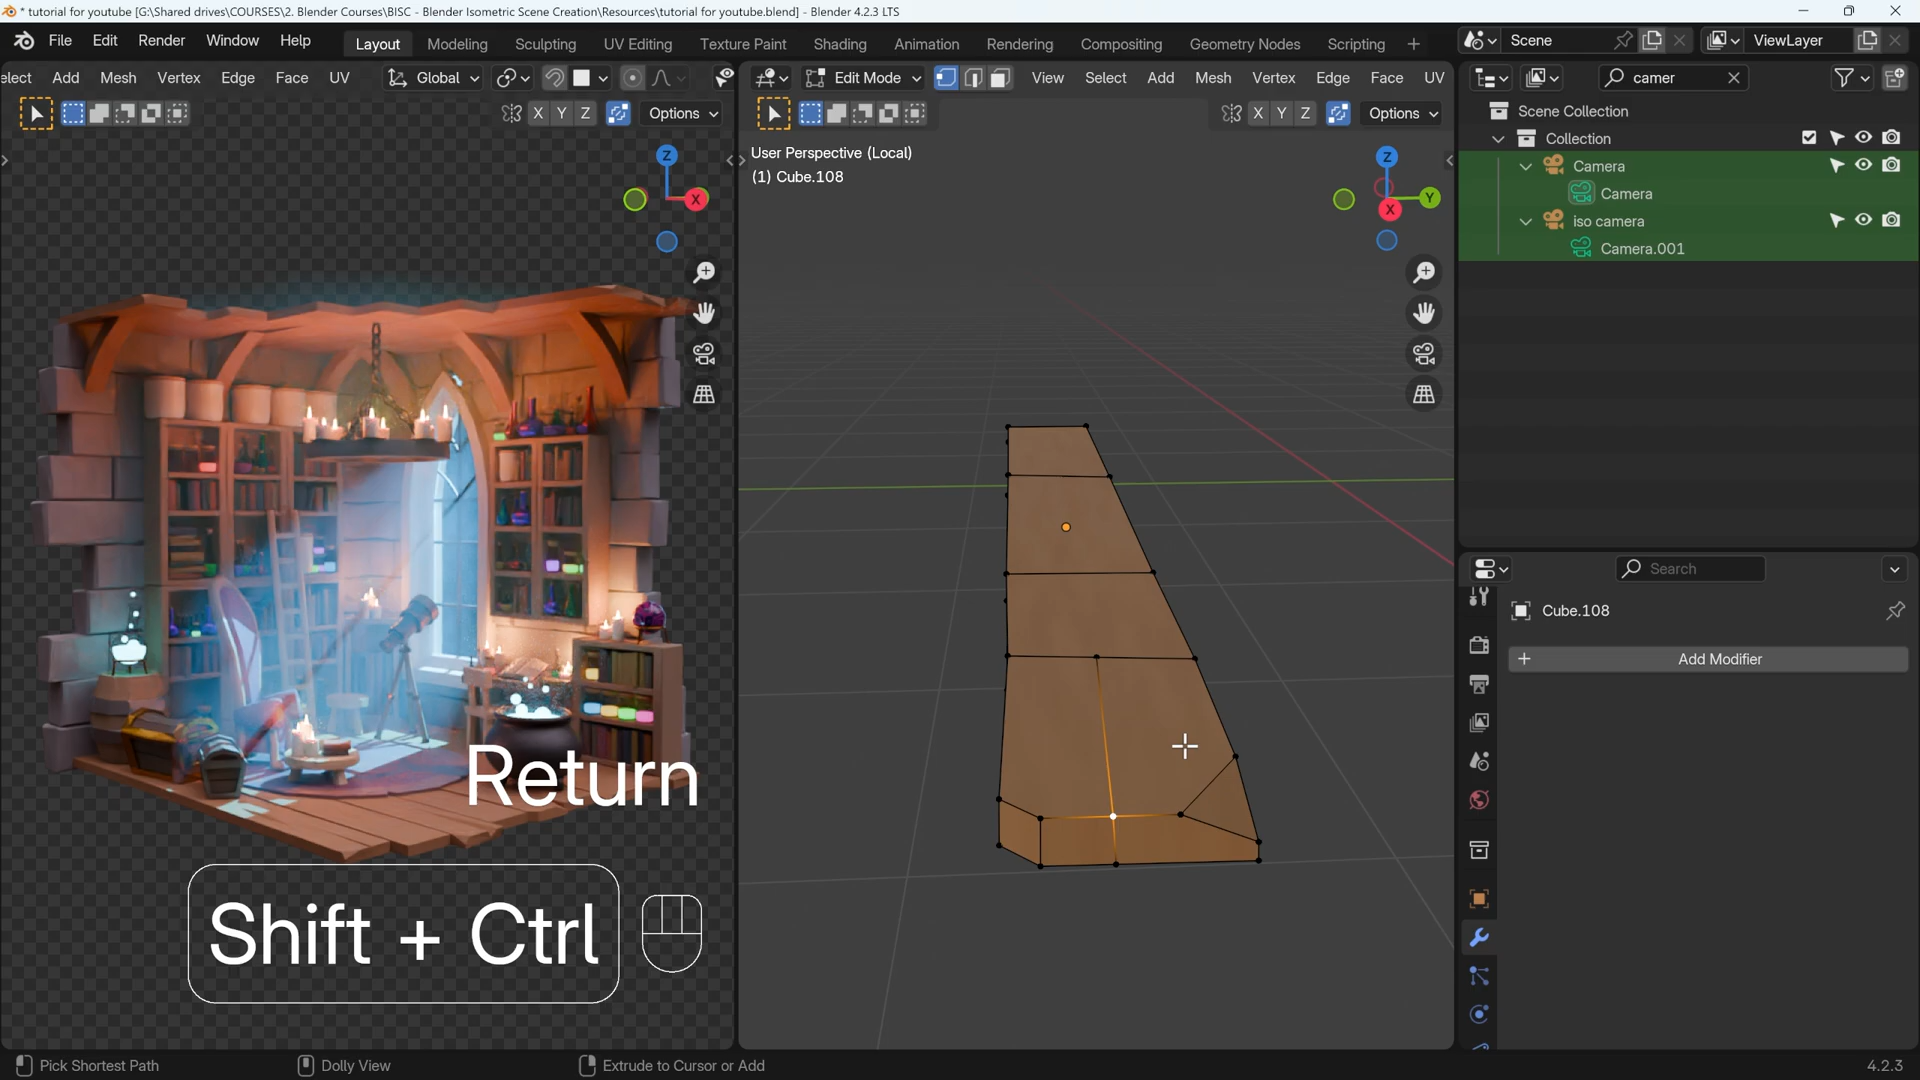 * tutorial for youtube [G:\Shared drives\COURSES\2. Blender Courses\BISC - Blender Isometric Scene Creation\Resources\tutorial for youtube.blend] - Blender 4.2.3 LTS
File Edit Render Window Help Layout Modeling Sculpting UV Editing Texture Paint Shading Animation Rendering Compositing Geometry Nodes Scripting + Scene ViewLayer
elect Add Mesh Vertex Edge Face UV Global Edit Mode View Select Add Mesh Vertex Edge Face UV camer
X Y Z Options X Y Z Options
Scene Collection
Collection
Camera
Camera
iso camera
Camera.001
User Perspective (Local)
(1) Cube.108
Z
X
Z
Y
X
Search
Cube.108
+ Add Modifier
Return
Shift + Ctrl
Pick Shortest Path Dolly View Extrude to Cursor or Add 4.2.3